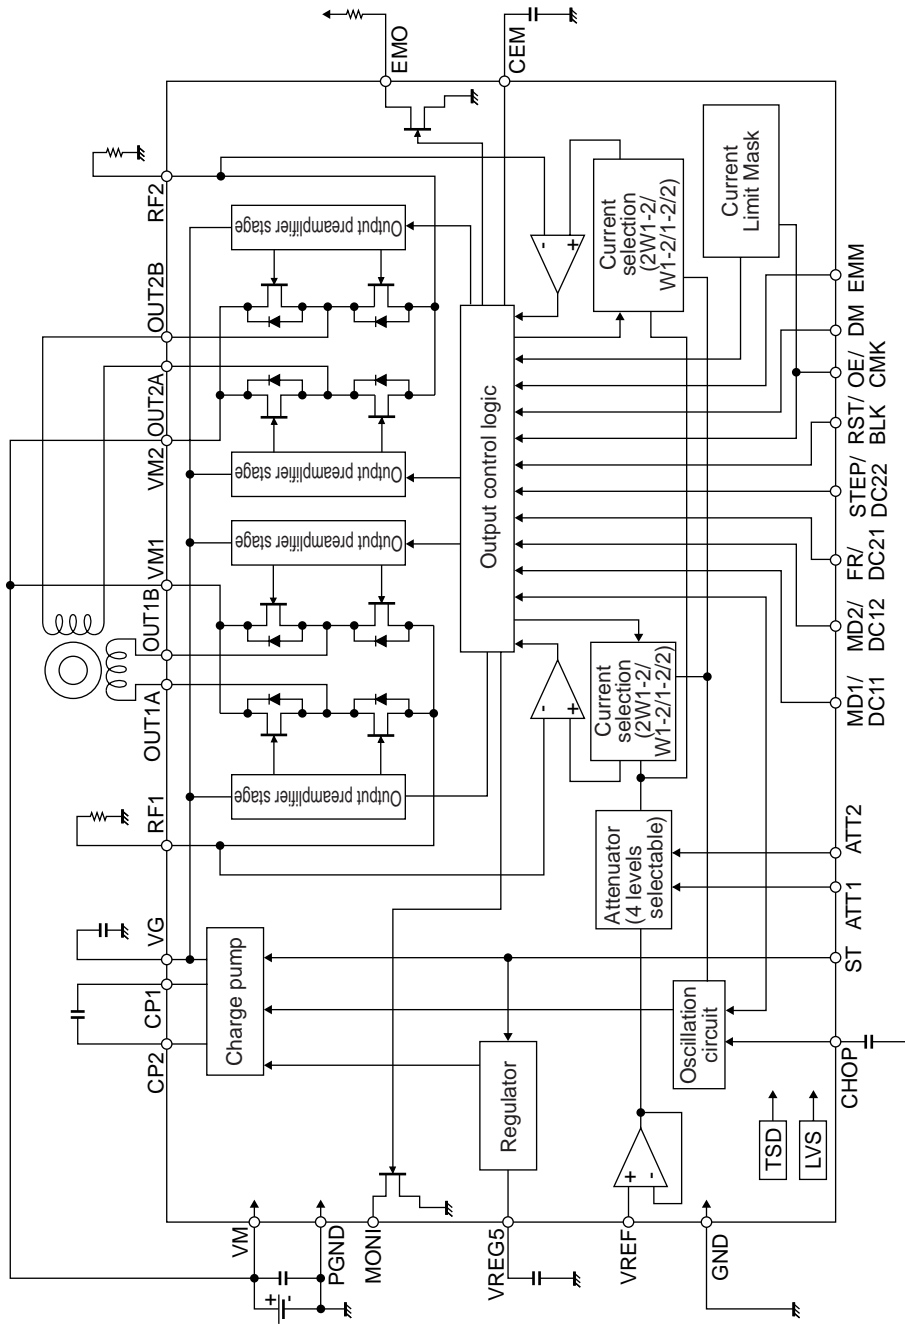 CP2
CP1
VG
RF1
OUT1A
OUT1B
VM1
VM2
OUT2A
OUT2B
RF2
VM
+
-
PGND
MONI
VREG5
VREF
GND
EMO
CEM
Charge pump
Output preamplifier stage
Output preamplifier stage
Output preamplifier stage
Output preamplifier stage
Regulator
Output control logic
+
-
-
+
-
+
Attenuator
(4 levels
selectable)
Current
selection
(2W1-2/
W1-2/1-2/2)
Current
selection
(2W1-2/
W1-2/1-2/2)
Oscillation
circuit
Current
Limit Mask
TSD
LVS
CHOP
ST
ATT1
ATT2
MD1/
DC11
MD2/
DC12
FR/
DC21
STEP/
DC22
RST/
BLK
OE/
CMK
DM
EMM